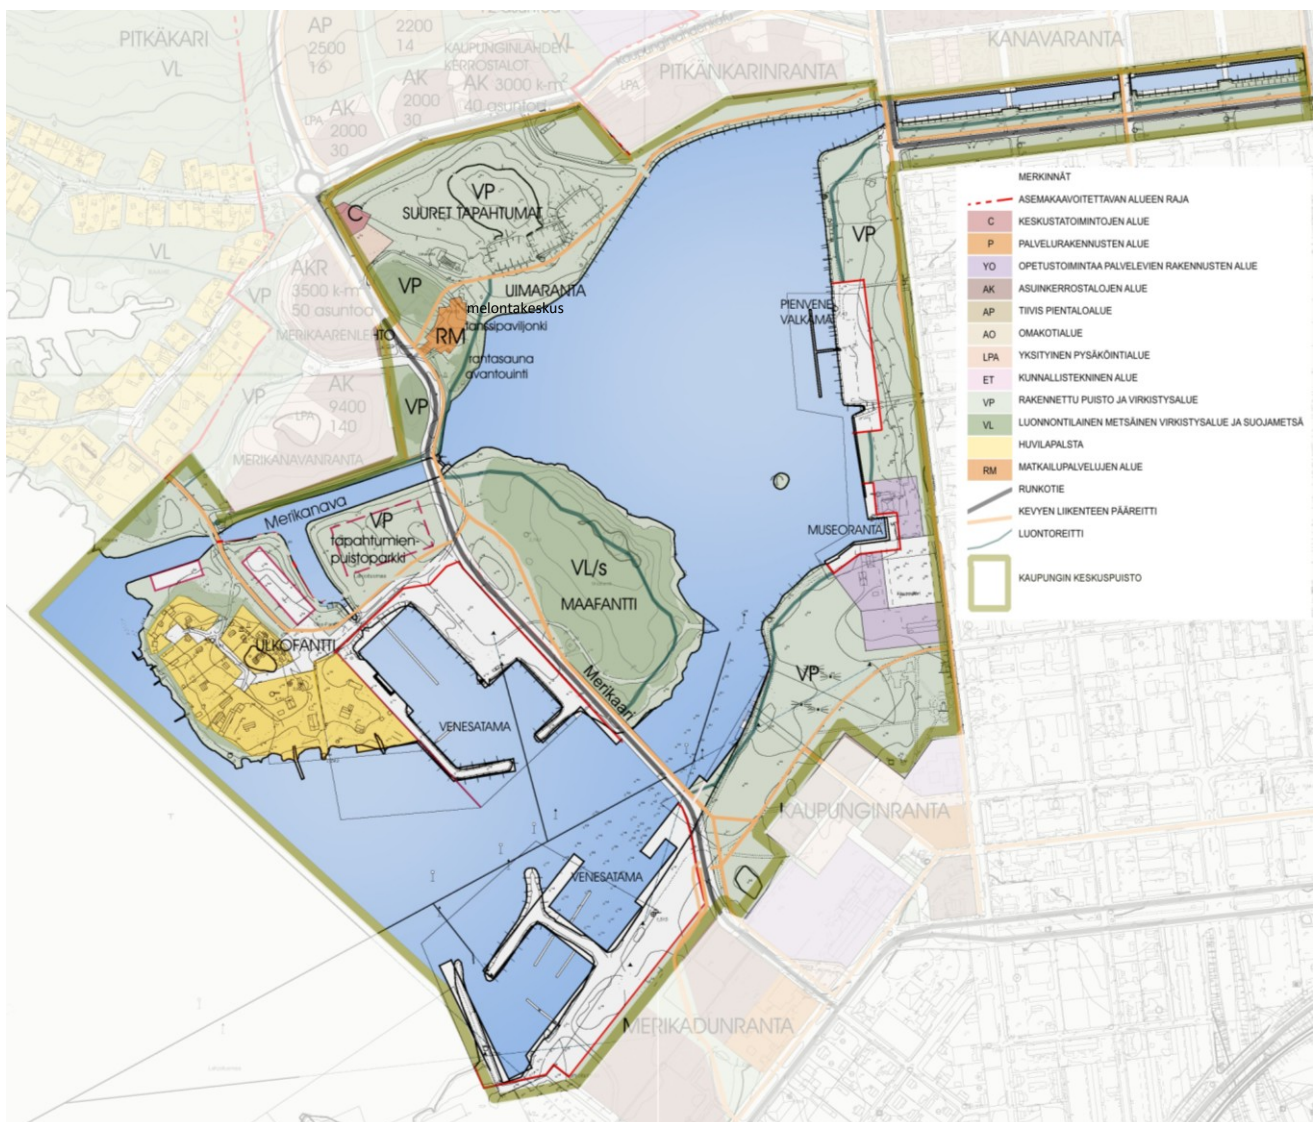 PITKÄKARI
VL
AP
2500
16
2200
14
AK
2000
30
LPA
AK
2000
30
KAUPUNGINLAHDEN
KERROSTALOT
VL
AK 3000 k-m²
40 asuntoa
LPA
PITKÄNKARINRANTA
KANAVARANTA
C
VP
SUURET TAPAHTUMAT
VL
VP
AKR
3500 k-m²
50 asuntoa
MERIKAARENLEHTO
VP
UIMARANTA
melontakeskus
tanssipaviljonki
RM
rantasauna
avantouinti
VP
VP
AK
9400
140
LPA
MERIKANAVANRANTA
VP
PIENVENE-
VALKAMA
MUSEORANTA
Merikanava
VP
tapahtumien
puistoparkki
VL/s
MAAFANTTI
ULKOFANTTI
VENESATAMA
Merikaari
VP
VENESATAMA
KAUPUNGINRANTA
MERIKADUNRANTA
MERKINNÄT
ASEMAKAAVOITETTAVAN ALUEEN RAJA
C KESKUSTATOIMINTOJEN ALUE
P PALVELURAKENNUSTEN ALUE
YO OPETUSTOIMINTAA PALVELEVIEN RAKENNUSTEN ALUE
AK ASUINKERROSTALOJEN ALUE
AP TIIVIS PIENTALOALUE
AO OMAKOTIALUE
LPA YKSITYINEN PYSÄKÖINTIALUE
ET KUNNALLISTEKNINEN ALUE
VP RAKENNETTU PUISTO JA VIRKISTYSALUE
VL LUONNONTILAINEN METSÄINEN VIRKISTYSALUE JA SUOJAMETSÄ
HUVILAPALSTA
RM MATKAILUPALVELUJEN ALUE
RUNKOTIE
KEVYEN LIIKENTEEN PÄÄREITTI
LUONTOREITTI
KAUPUNGIN KESKUSPUISTO